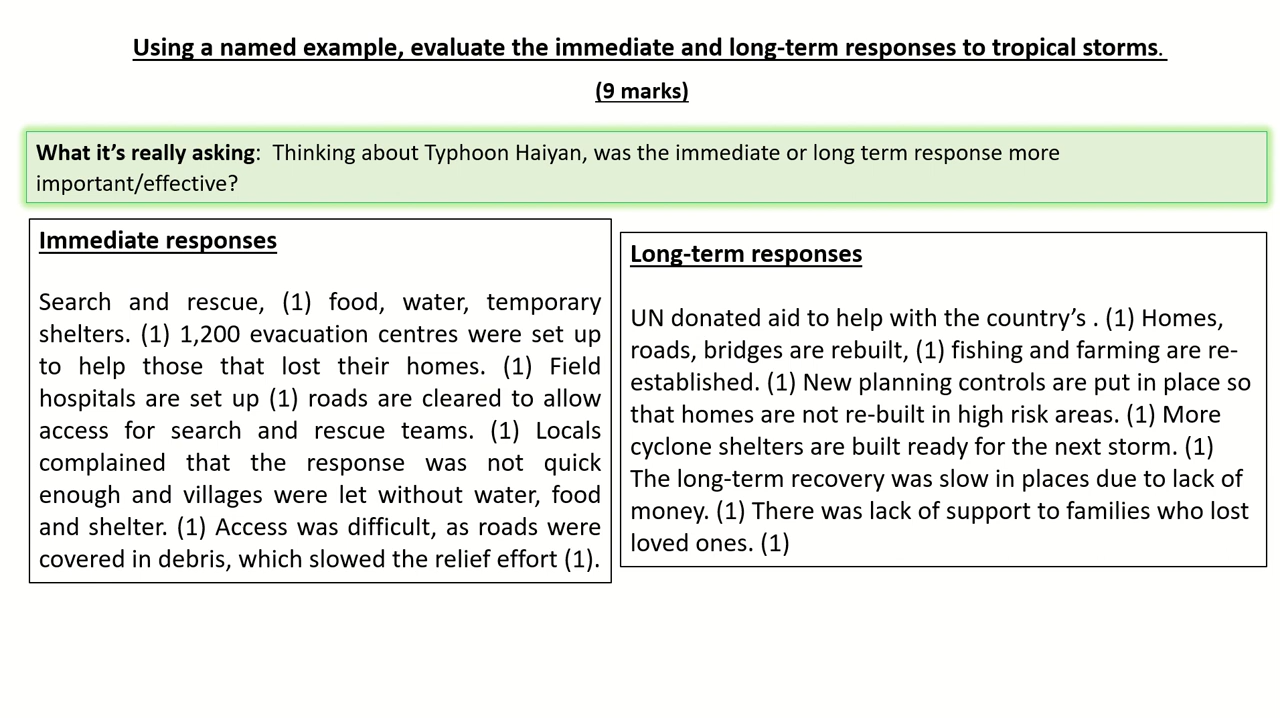 Using a named example, evaluate the immediate and long-term responses to tropical storms.
(9 marks)
What it’s really asking:  Thinking about Typhoon Haiyan, was the immediate or long term response more
important/effective?
Immediate responses
Search and rescue, (1) food, water, temporary
shelters. (1) 1,200 evacuation centres were set up
to help those that lost their homes. (1) Field
hospitals are set up (1) roads are cleared to allow
access for search and rescue teams. (1) Locals
complained that the response was not quick
enough and villages were let without water, food
and shelter. (1) Access was difficult, as roads were
covered in debris, which slowed the relief effort (1).
Long-term responses
UN donated aid to help with the country’s . (1) Homes,
roads, bridges are rebuilt, (1) fishing and farming are re-
established. (1) New planning controls are put in place so
that homes are not re-built in high risk areas. (1) More
cyclone shelters are built ready for the next storm. (1)
The long-term recovery was slow in places due to lack of
money. (1) There was lack of support to families who lost
loved ones. (1)